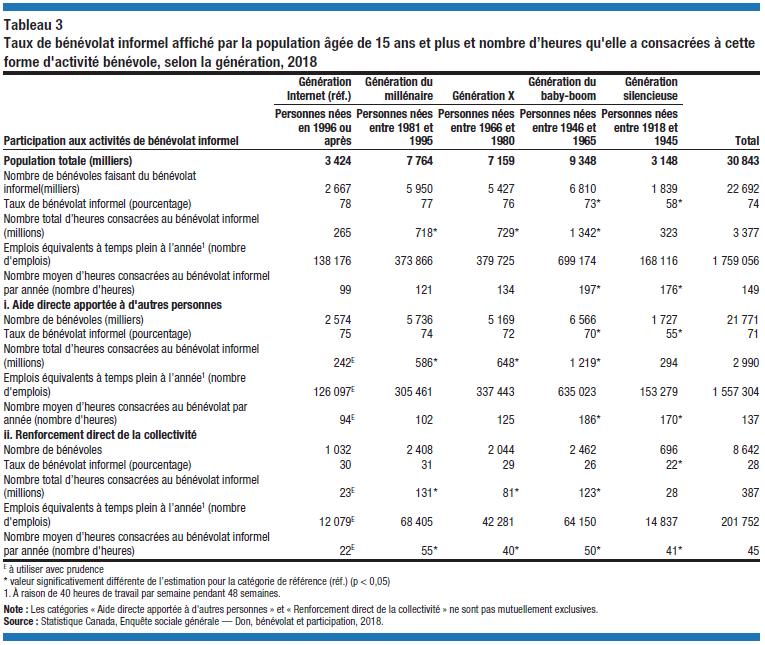 Tableau 3
Taux de bénévolat informel affiché par la population âgée de 15 ans et plus et nombre d’heures qu'elle a consacrées à cette
forme d'activité bénévole, selon la génération, 2018
Génération Internet (réf.) Génération du millénaire Génération X Génération du baby-boom Génération silencieuse
Participation aux activités de bénévolat informel Personnes nées en 1996 ou après Personnes nées entre 1981 et 1995 Personnes nées entre 1966 et 1980 Personnes nées entre 1946 et 1965 Personnes nées entre 1918 et 1945 Total
Population totale (milliers) 3 424 7 764 7 159 9 348 3 148 30 843
Nombre de bénévoles faisant du bénévolat
informel(milliers) 2 667 5 950 5 427 6 810 1 839 22 692
Taux de bénévolat informel (pourcentage) 78 77 76 73* 58* 74
Nombre total d’heures consacrées au bénévolat informel
(millions) 265 718* 729* 1 342* 323 3 377
Emplois équivalents à temps plein à l’année1 (nombre
d'emplois) 138 176 373 866 379 725 699 174 168 116 1 759 056
Nombre moyen d’heures consacrées au bénévolat informel
par année (nombre d'heures) 99 121 134 197* 176* 149
i. Aide directe apportée à d'autres personnes
Nombre de bénévoles (milliers) 2 574 5 736 5 169 6 566 1 727 21 771
Taux de bénévolat informel (pourcentage) 75 74 72 70* 55* 71
Nombre total d’heures consacrées au bénévolat informel
(millions) 242E 586* 648* 1 219* 294 2 990
Emplois équivalents à temps plein à l’année1 (nombre
d'emplois) 126 097E 305 461 337 443 635 023 153 279 1 557 304
Nombre moyen d’heures consacrées au bénévolat par
année (nombre d'heures) 94E 102 125 186* 170* 137
ii. Renforcement direct de la collectivité
Nombre de bénévoles 1 032 2 408 2 044 2 462 696 8 642
Taux de bénévolat informel (pourcentage) 30 31 29 26 22* 28
Nombre total d’heures consacrées au bénévolat informel
(millions) 23E 131* 81* 123* 28 387
Emplois équivalents à temps plein à l’année1 (nombre
d'emplois) 12 079E 68 405 42 281 64 150 14 837 201 752
Nombre moyen d’heures consacrées au bénévolat informel
par année (nombre d'heures) 22E 55* 40* 50* 41* 45
E à utiliser avec prudence
* valeur significativement différente de l’estimation pour la catégorie de référence (réf.) (p < 0,05)
1. À raison de 40 heures de travail par semaine pendant 48 semaines.
Note : Les catégories « Aide directe apportée à d'autres personnes » et « Renforcement direct de la collectivité » ne sont pas mutuellement exclusives.
Source : Statistique Canada, Enquête sociale générale — Don, bénévolat et participation, 2018.